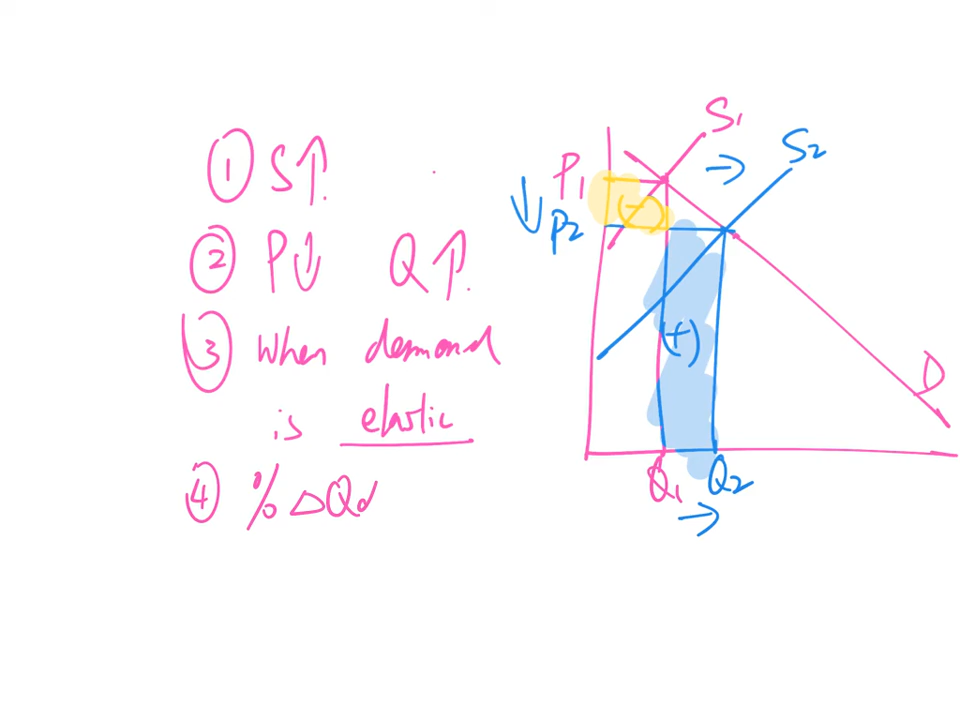 ① S↑
② P↓ Q↑
③ When demand
is elastic
④ % ΔQd
S1
→
S2
P1
↓ P2
(-)
(+)
D
Q1 Q2
→